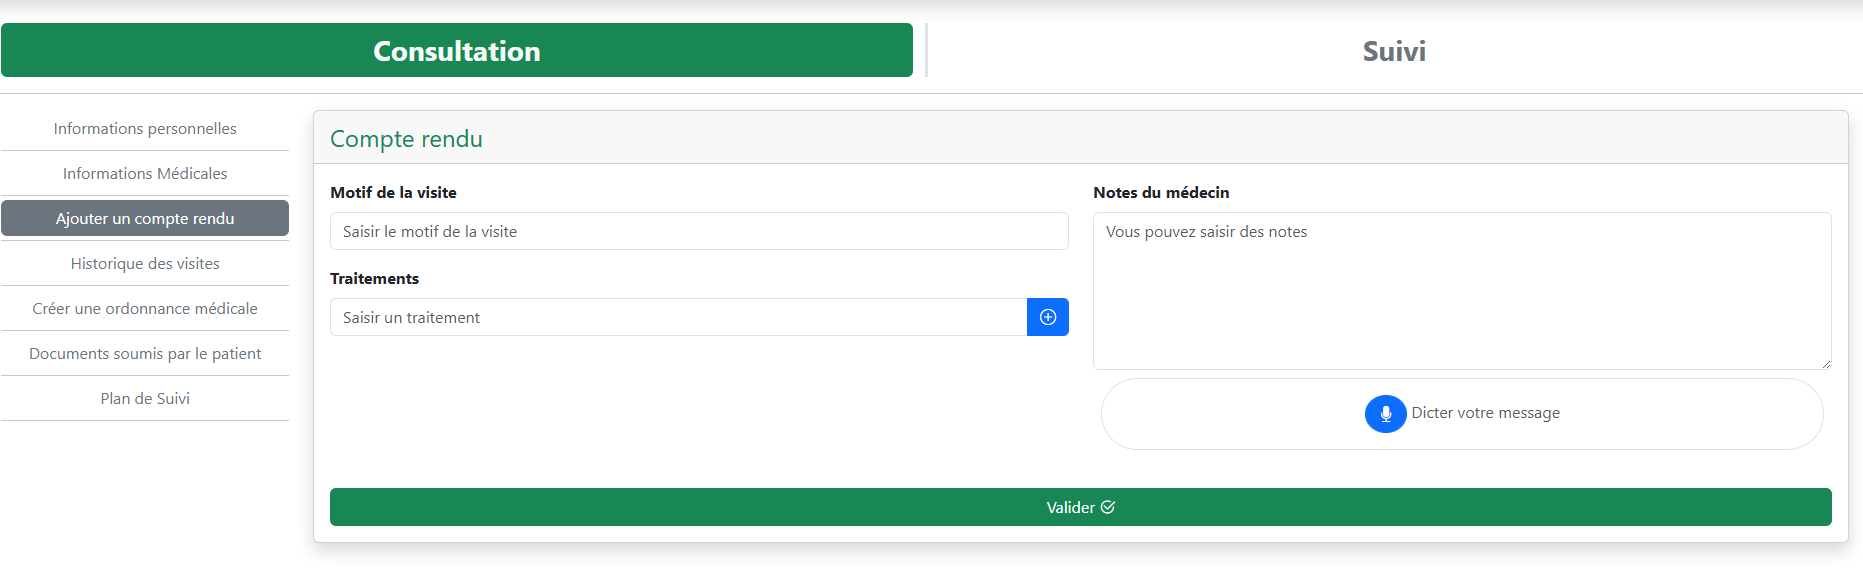 Consultation
Suivi
Informations personnelles
Informations Médicales
Ajouter un compte rendu
Historique des visites
Créer une ordonnance médicale
Documents soumis par le patient
Plan de Suivi
Compte rendu
Motif de la visite
Saisir le motif de la visite
Traitements
Saisir un traitement
Notes du médecin
Vous pouvez saisir des notes
Dicter votre message
Valider